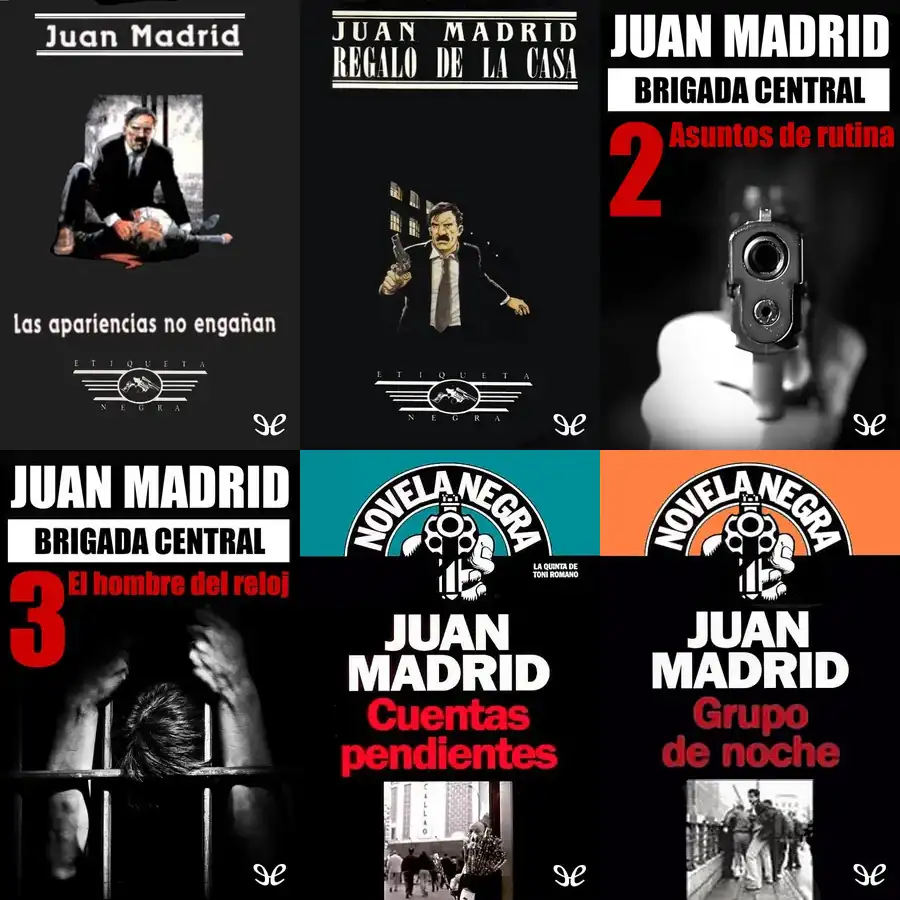 Juan Madrid
Las apariencias no engañan
ETIQUETA
NEGRA
JUAN MADRID
REGALO DE LA CASA
ETIQUETA
NEGRA
JUAN MADRID
BRIGADA CENTRAL
2 Asuntos de rutina
JUAN MADRID
BRIGADA CENTRAL
3 El hombre del reloj
NOVELA NEGRA
LA QUINTA DE
TONI ROMANO
JUAN
MADRID
Cuentas
pendientes
CALLAO
NOVELA NEGRA
JUAN
MADRID
Grupo
de noche